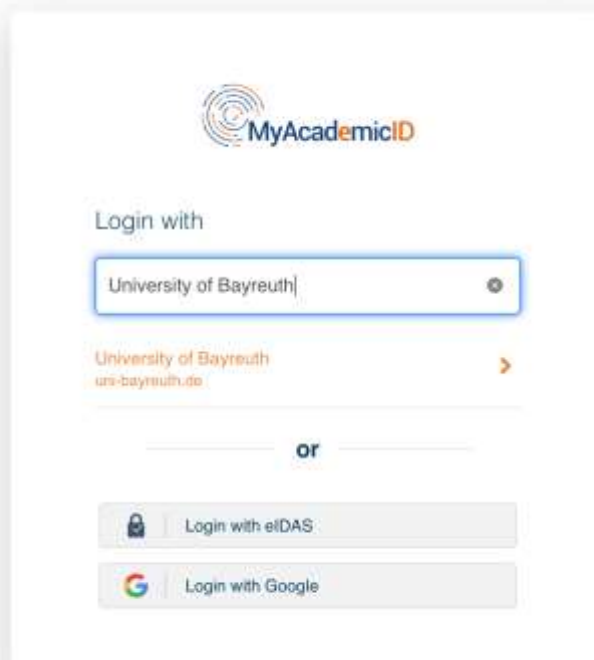 MyAcademicID
Login with
University of Bayreuth
University of Bayreuth
uni-bayreuth.de
or
Login with eIDAS
Login with Google